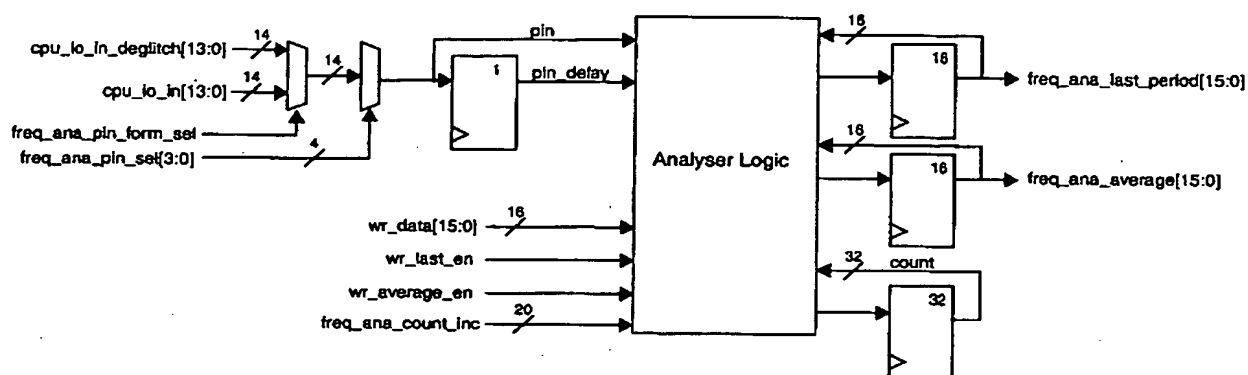 cpu_io_in_deglitch[13:0]
14
14
14
cpu_io_in[13:0]
freq_ana_pin_form_sel
freq_ana_pin_sel[3:0]
4
pin
1
pin_delay
Analyser Logic
wr_data[15:0]
16
wr_last_en
wr_average_en
freq_ana_count_inc
20
16
16
freq_ana_last_period[15:0]
16
16
freq_ana_average[15:0]
32
count
32